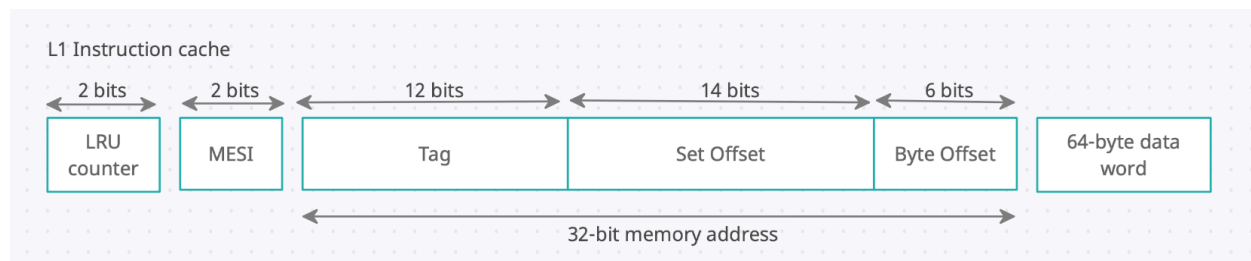 L1 Instruction cache
2 bits
2 bits
12 bits
14 bits
6 bits
LRU
counter
MESI
Tag
Set Offset
Byte Offset
64-byte data
word
32-bit memory address